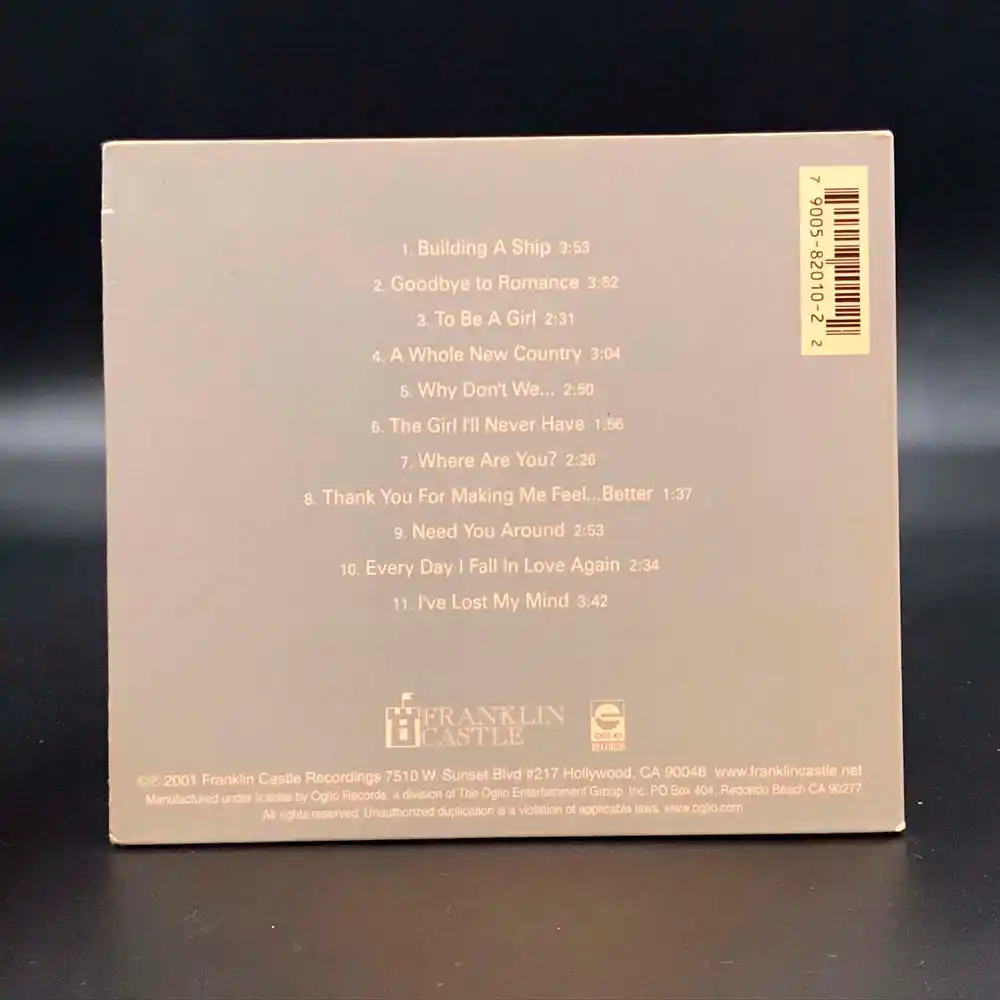 1. Building A Ship 3:53
2. Goodbye to Romance 3:52
3. To Be A Girl 2:31
4. A Whole New Country 3:04
5. Why Don't We... 2:50
6. The Girl I'll Never Have 1:56
7. Where Are You? 2:26
8. Thank You For Making Me Feel...Better 1:37
9. Need You Around 2:53
10. Every Day I Fall In Love Again 2:34
11. I've Lost My Mind 3:42
7 9005-82010-2 2
FRANKLIN
CASTLE
OGLIO
RECORDS
©℗ 2001 Franklin Castle Recordings 7510 W. Sunset Blvd #217 Hollywood, CA 90046 www.franklincastle.net
Manufactured under license by Oglio Records, a division of The Oglio Entertainment Group, Inc. PO Box 404, Redondo Beach CA 90277
All rights reserved. Unauthorized duplication is a violation of applicable laws. www.oglio.com